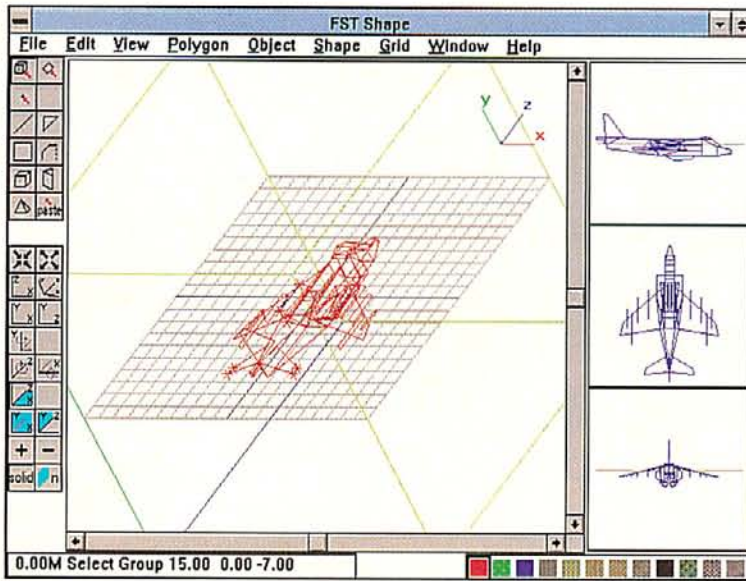 FST Shape
File Edit View Polygon Object Shape Grid Window Help
y z x
paste
solid n
0.00M Select Group 15.00 0.00 -7.00